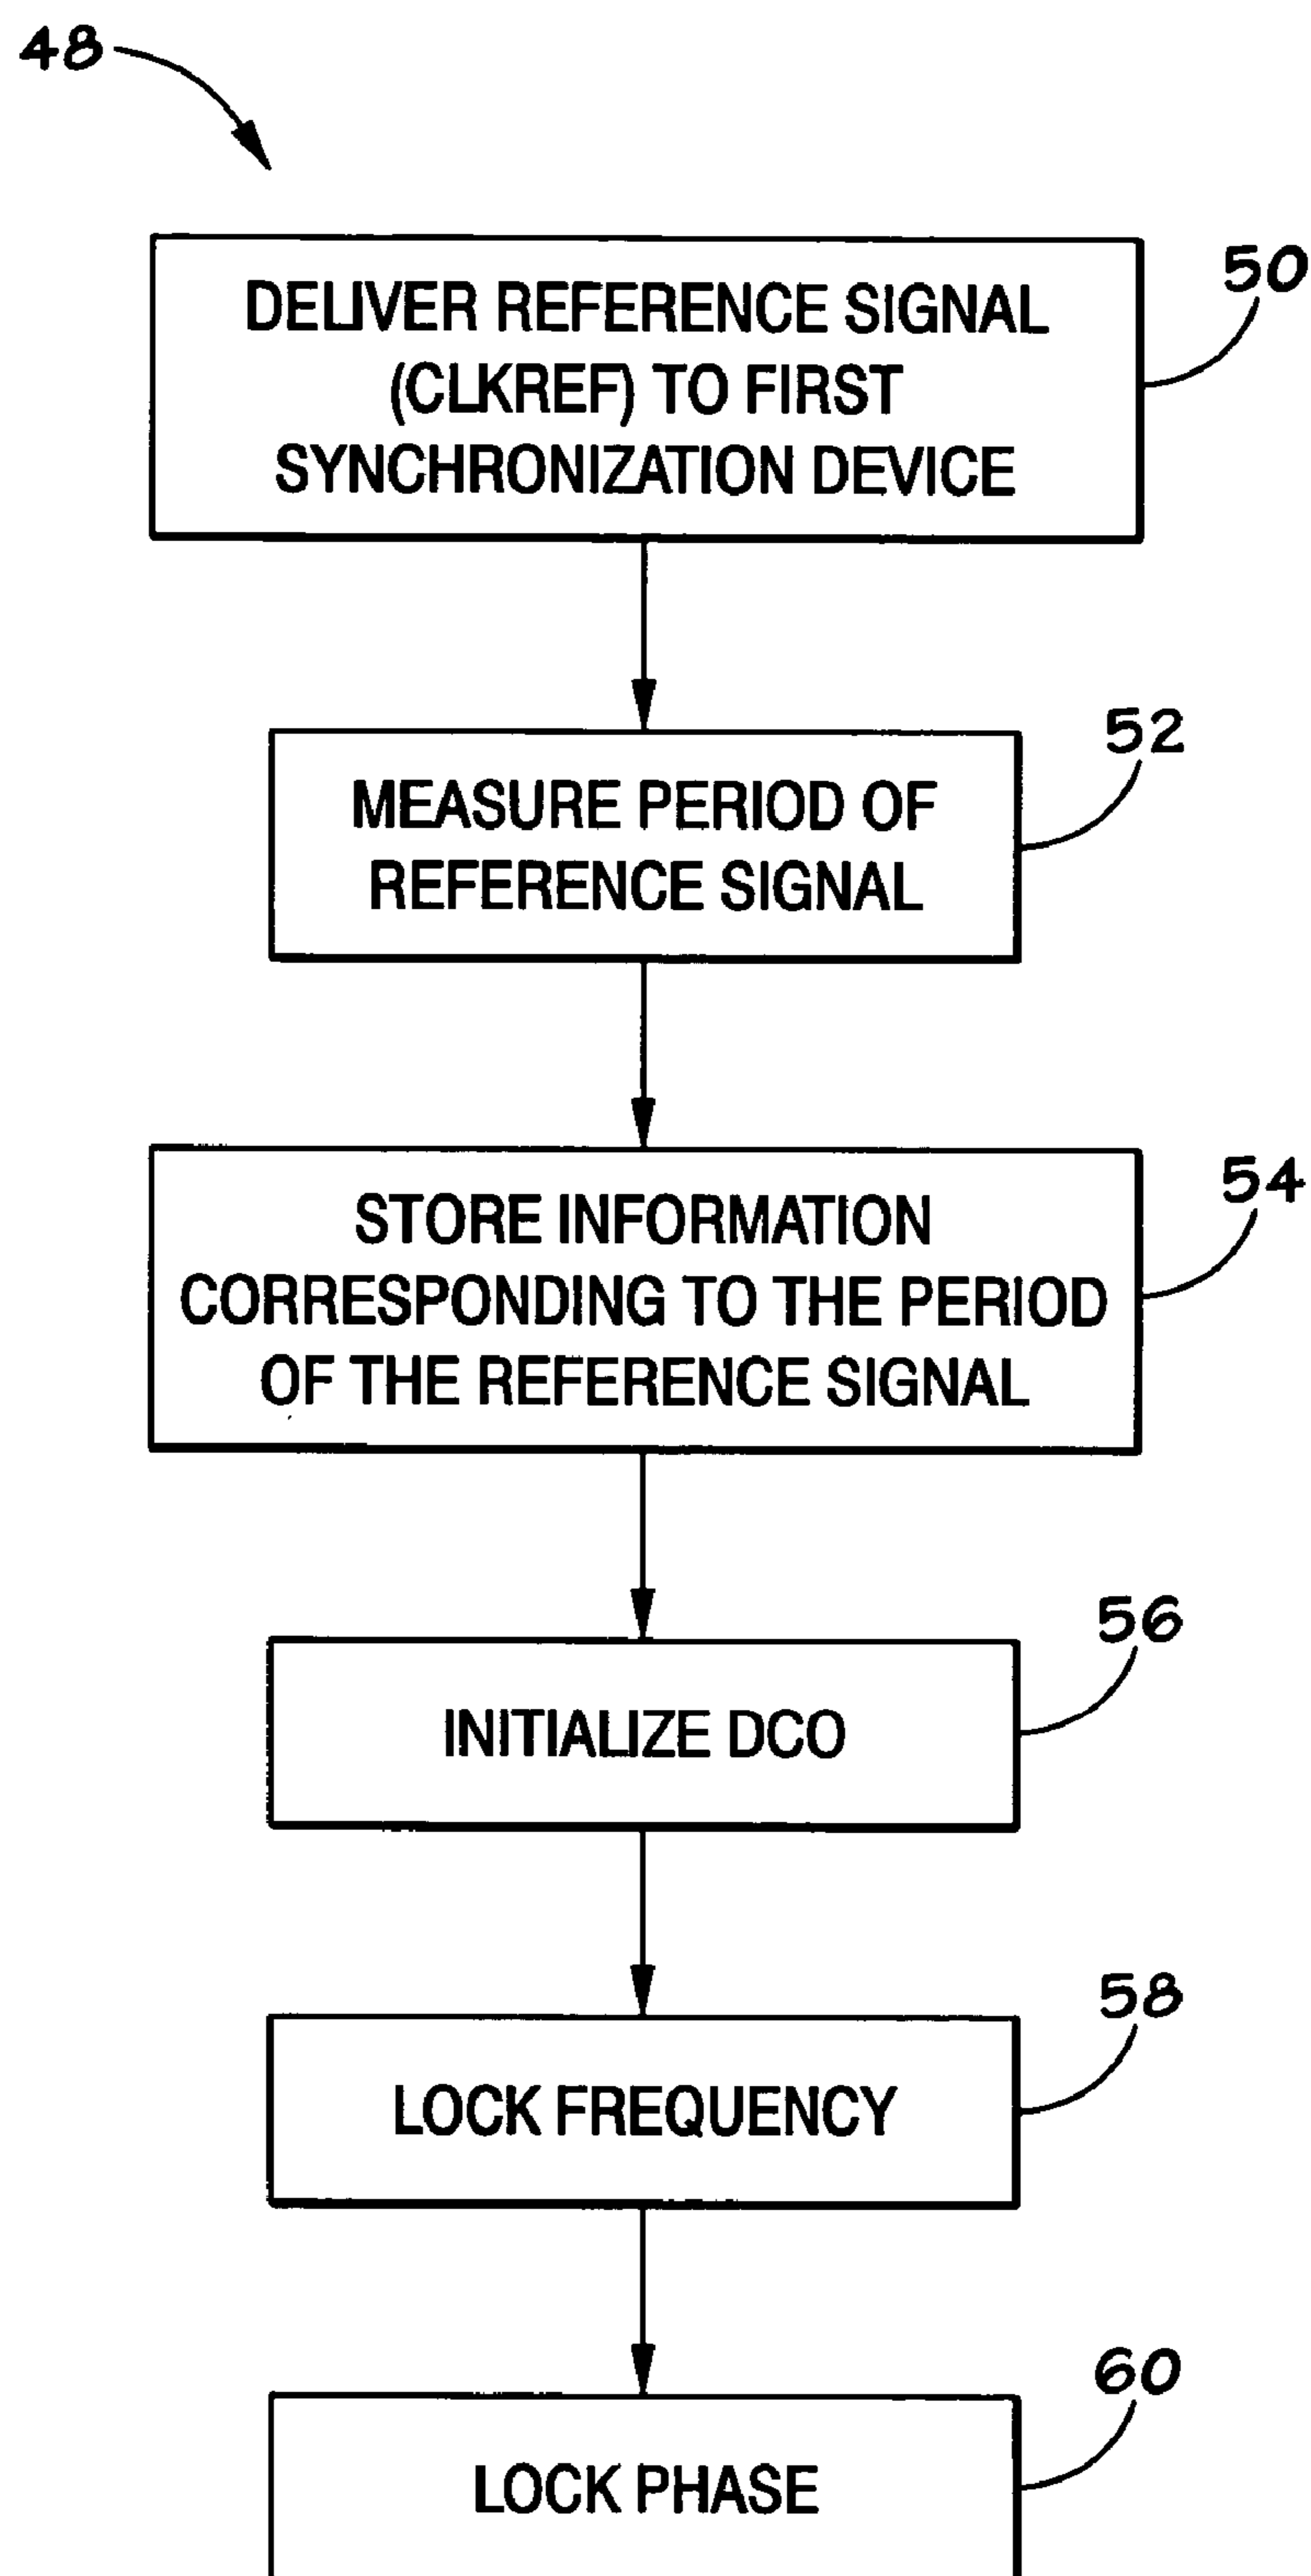 48
50
DELIVER REFERENCE SIGNAL
(CLKREF) TO FIRST
SYNCHRONIZATION DEVICE
52
MEASURE PERIOD OF
REFERENCE SIGNAL
54
STORE INFORMATION
CORRESPONDING TO THE PERIOD
OF THE REFERENCE SIGNAL
56
INITIALIZE DCO
58
LOCK FREQUENCY
60
LOCK PHASE